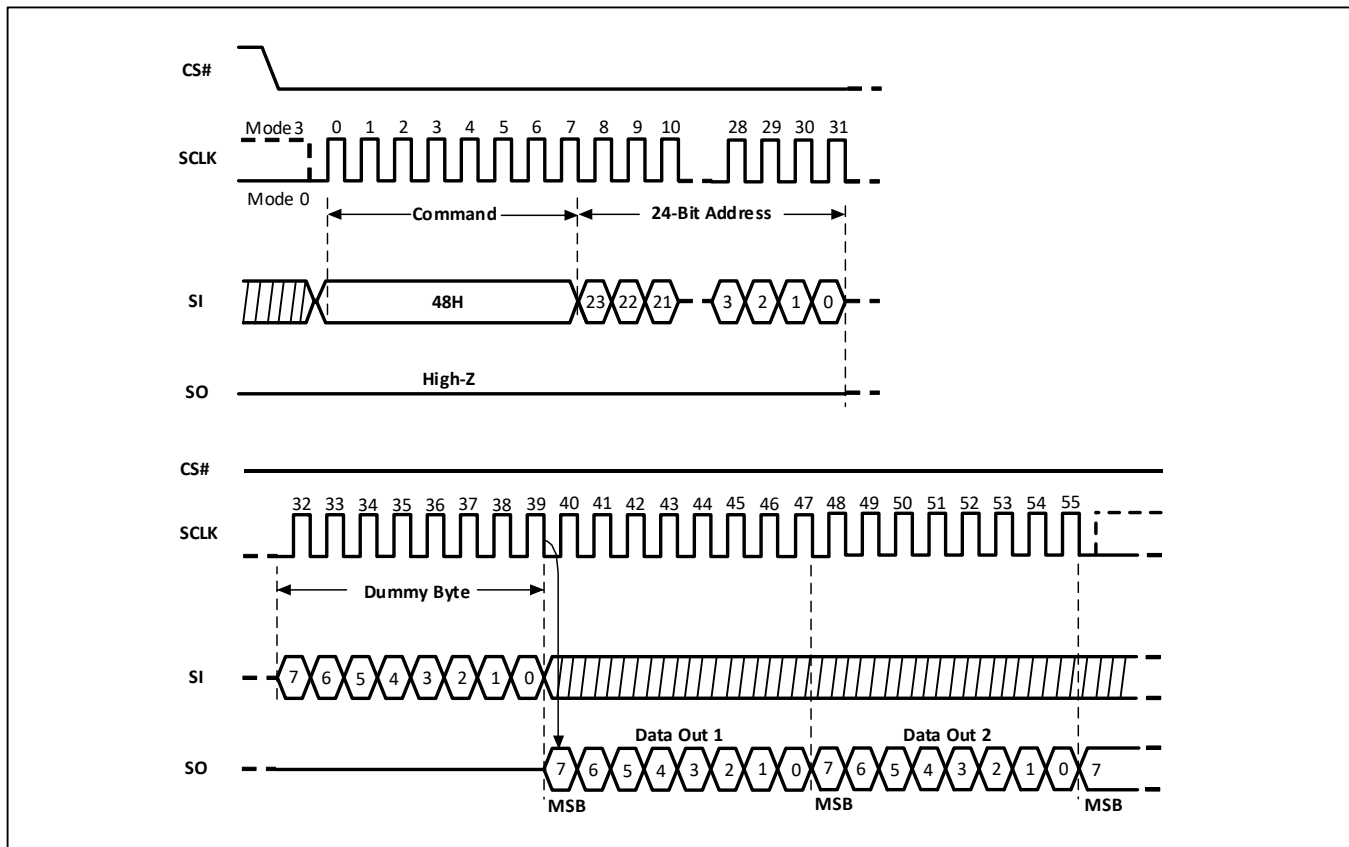 CS#
Mode 3 0 1 2 3 4 5 6 7 8 9 10 28 29 30 31
SCLK
Mode 0
Command 24-Bit Address
SI 48H 23 22 21 3 2 1 0
High-Z
SO
CS#
32 33 34 35 36 37 38 39 40 41 42 43 44 45 46 47 48 49 50 51 52 53 54 55
SCLK
Dummy Byte
SI 7 6 5 4 3 2 1 0
Data Out 1 Data Out 2
SO 7 6 5 4 3 2 1 0 7 6 5 4 3 2 1 0 7
MSB MSB MSB